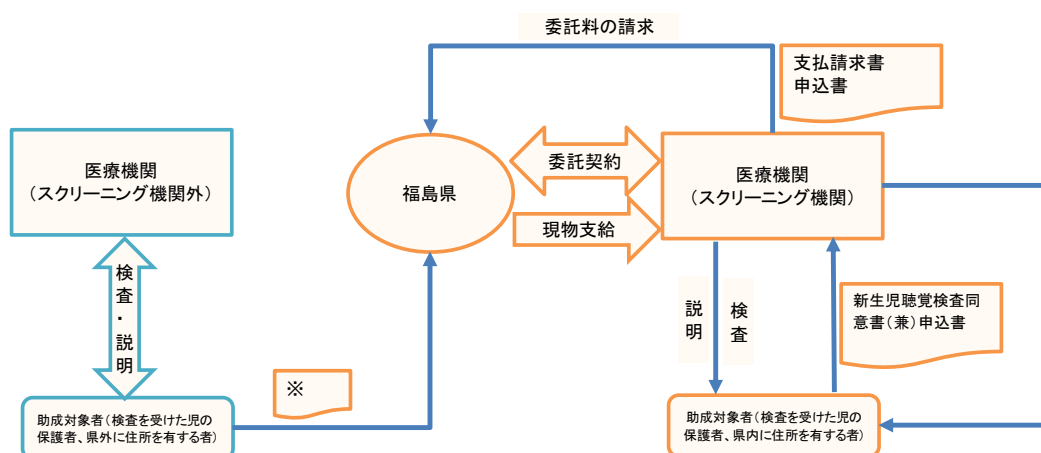 委託料の請求
支払請求書
申込書
医療機関
（スクリーニング機関外）
福島県
委託契約
現物支給
医療機関
（スクリーニング機関）
検査・説明
説明
検査
新生児聴覚検査同
意書（兼）申込書
※
助成対象者（検査を受けた児の
保護者、県外に住所を有する者）
助成対象者（検査を受けた児の
保護者、県内に住所を有する者）